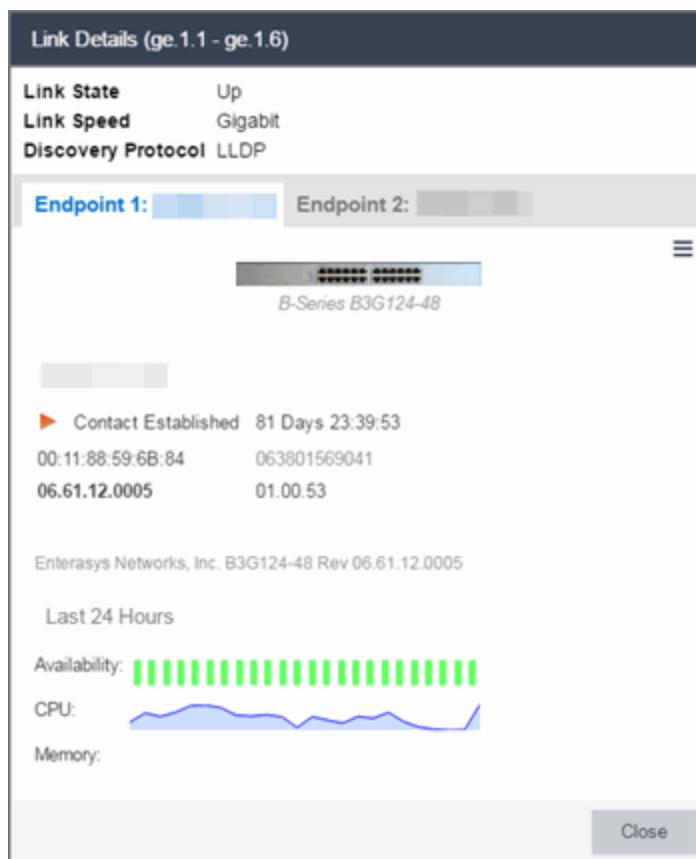 Link Details (ge.1.1 - ge.1.6)
Link State Up
Link Speed Gigabit
Discovery Protocol LLDP
Endpoint 1: Endpoint 2:
B-Series B3G124-48
Contact Established 81 Days 23:39:53
00:11:88:59:6B:84 063801569041
06.61.12.0005 01.00.53
Enterasys Networks, Inc. B3G124-48 Rev 06.61.12.0005
Last 24 Hours
Availability:
CPU:
Memory:
Close